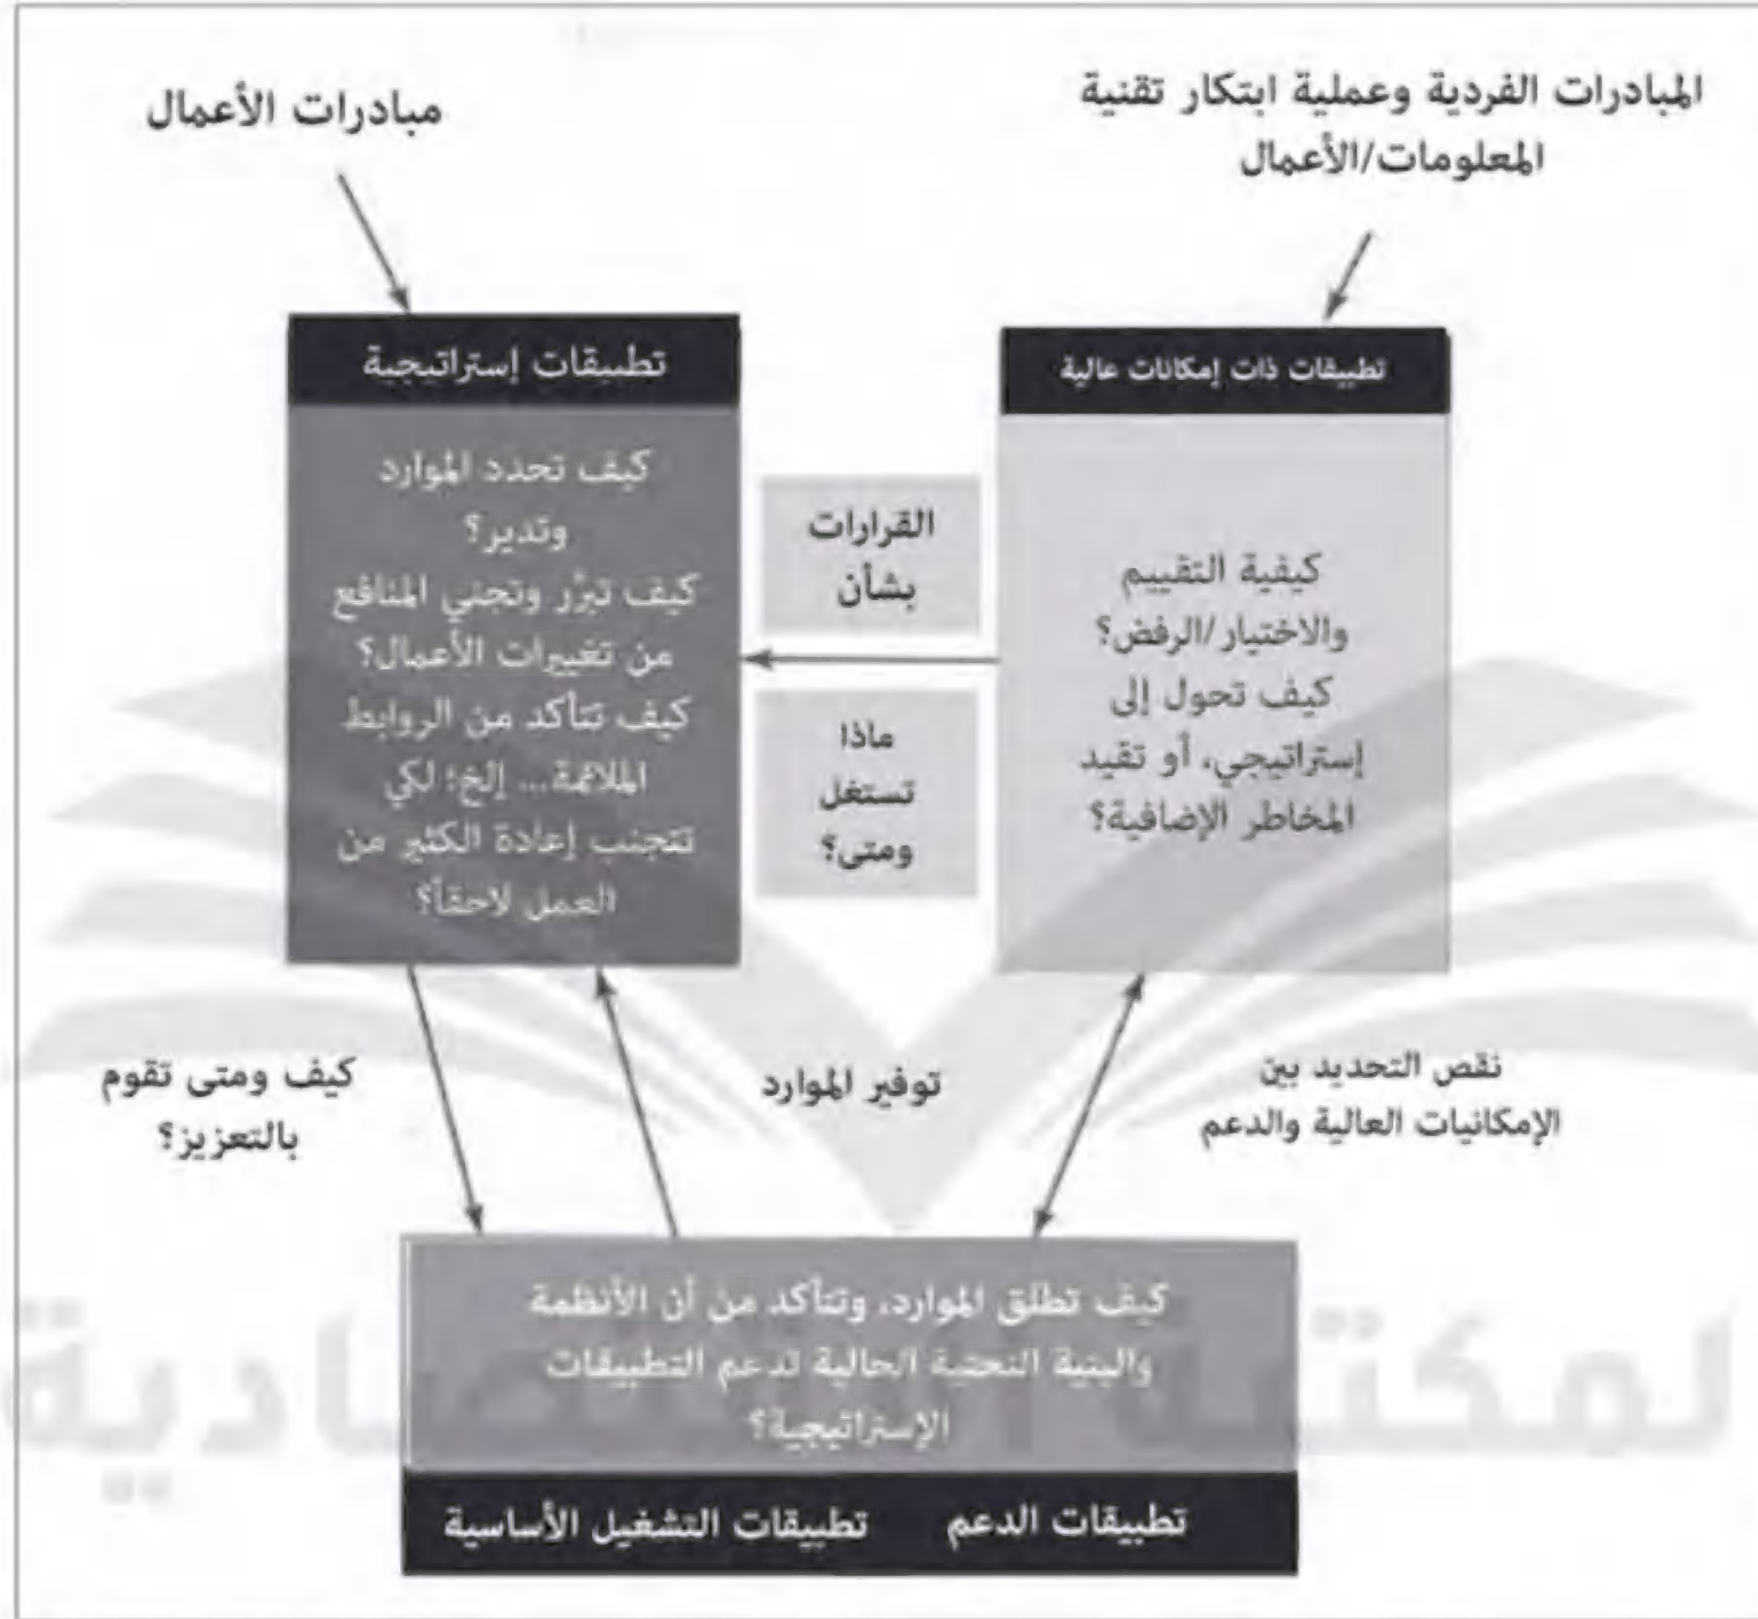 المبادرات الفردية وعملية ابتكار تقنية
المعلومات/الأعمال
مبادرات الأعمال
تطبيقات ذات إمكانات عالية
كيفية التقييم
والاختيار/الرفض؟
كيف تحول إلى
إستراتيجي، أو تقيد
المخاطر الإضافية؟
القرارات
بشأن
ماذا
تستغل
ومتى؟
تطبيقات إستراتيجية
كيف تحدد الموارد
وتدير؟
كيف تبرَّر وتجني المنافع
من تغييرات الأعمال؟
كيف تتأكد من الروابط
الملائمة... إلخ؛ لكي
تتجنب إعادة الكثير من
العمل لاحقاً؟
نقص التحديد بين
الإمكانيات العالية والدعم
توفير الموارد
كيف ومتى تقوم
بالتعزيز؟
كيف تطلق الموارد، وتتأكد من أن الأنظمة
والبنية التحتية الحالية تدعم التطبيقات
الإستراتيجية؟
تطبيقات الدعم تطبيقات التشغيل الأساسية